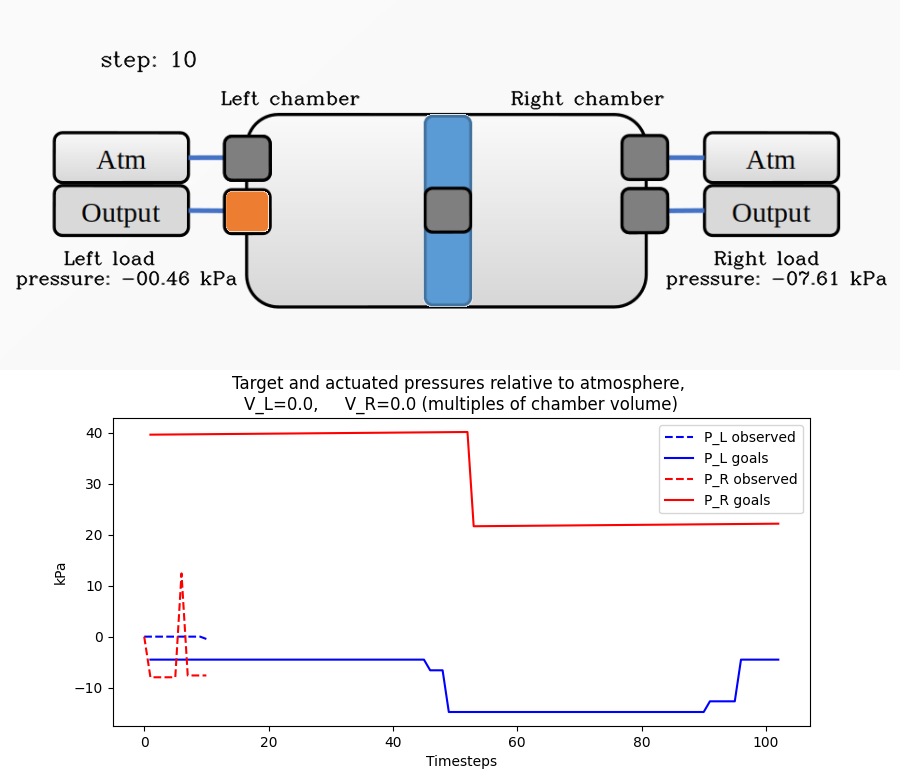 step: 10
Left chamber
Right chamber
Atm
Atm
Output
Output
Left load
pressure: −00.46 kPa
Right load
pressure: −07.61 kPa
Target and actuated pressures relative to atmosphere,
V_L=0.0, V_R=0.0 (multiples of chamber volume)
P_L observed
P_L goals
P_R observed
P_R goals
40
30
20
10
0
−10
kPa
0 20 40 60 80 100
Timesteps